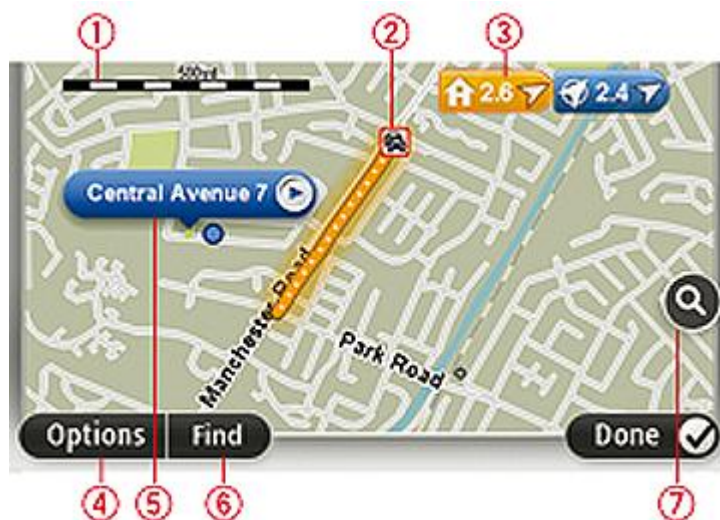 1 2 3
500yd
2.6 2.4
Central Avenue 7
Manchester Road
Park Road
Options Find Done
4 5 6 7